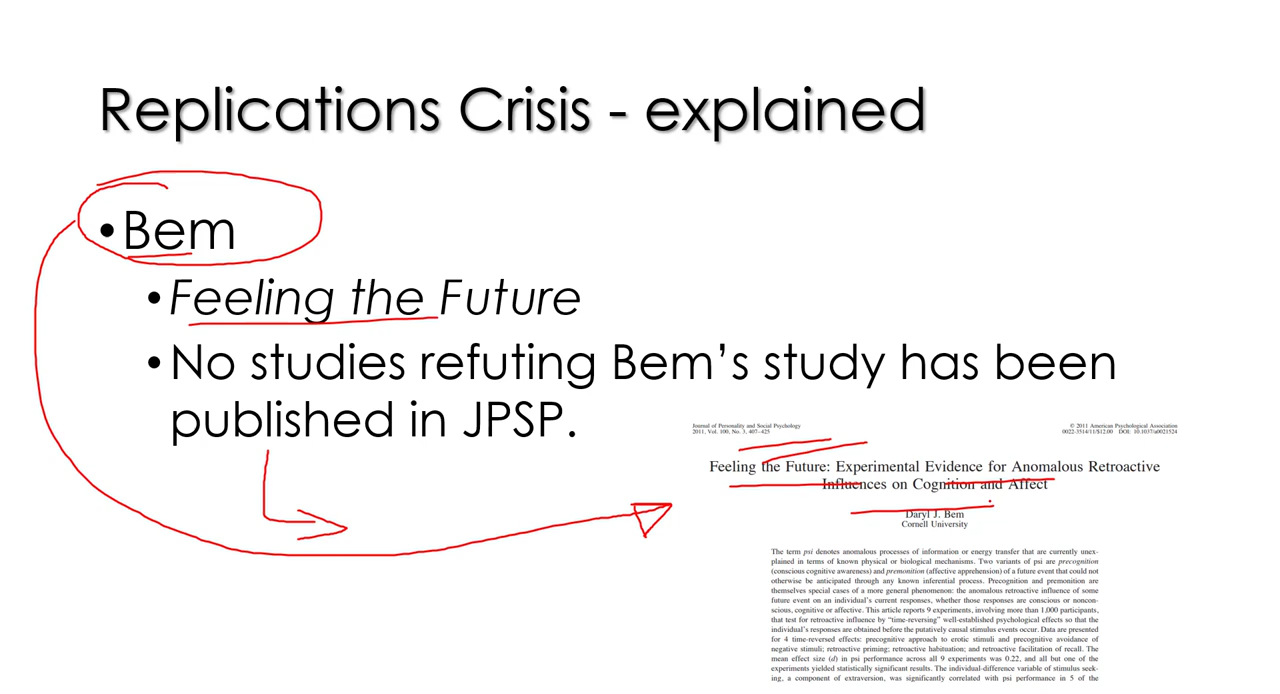 Replications Crisis - explained
•Bem
•Feeling the Future
•No studies refuting Bem’s study has been
published in JPSP.
Journal of Personality and Social Psychology
2011, Vol. 100, No. 3, 407–425
© 2011 American Psychological Association
0022-3514/11/$12.00 DOI: 10.1037/a0021524
Feeling the Future: Experimental Evidence for Anomalous Retroactive
Influences on Cognition and Affect
Daryl J. Bem
Cornell University
The term psi denotes anomalous processes of information or energy transfer that are currently unex-
plained in terms of known physical or biological mechanisms. Two variants of psi are precognition
(conscious cognitive awareness) and premonition (affective apprehension) of a future event that could not
otherwise be anticipated through any known inferential process. Precognition and premonition are
themselves special cases of a more general phenomenon: the anomalous retroactive influence of some
future event on an individual’s current responses, whether those responses are conscious or noncon-
scious, cognitive or affective. This article reports 9 experiments, involving more than 1,000 participants,
that test for retroactive influence by “time-reversing” well-established psychological effects so that the
individual’s responses are obtained before the putatively causal stimulus events occur. Data are presented
for 4 time-reversed effects: precognitive approach to erotic stimuli and precognitive avoidance of
negative stimuli; retroactive priming; retroactive habituation; and retroactive facilitation of recall. The
mean effect size (d) in psi performance across all 9 experiments was 0.22, and all but one of the
experiments yielded statistically significant results. The individual-difference variable of stimulus seek-
ing, a component of extraversion, was significantly correlated with psi performance in 5 of the